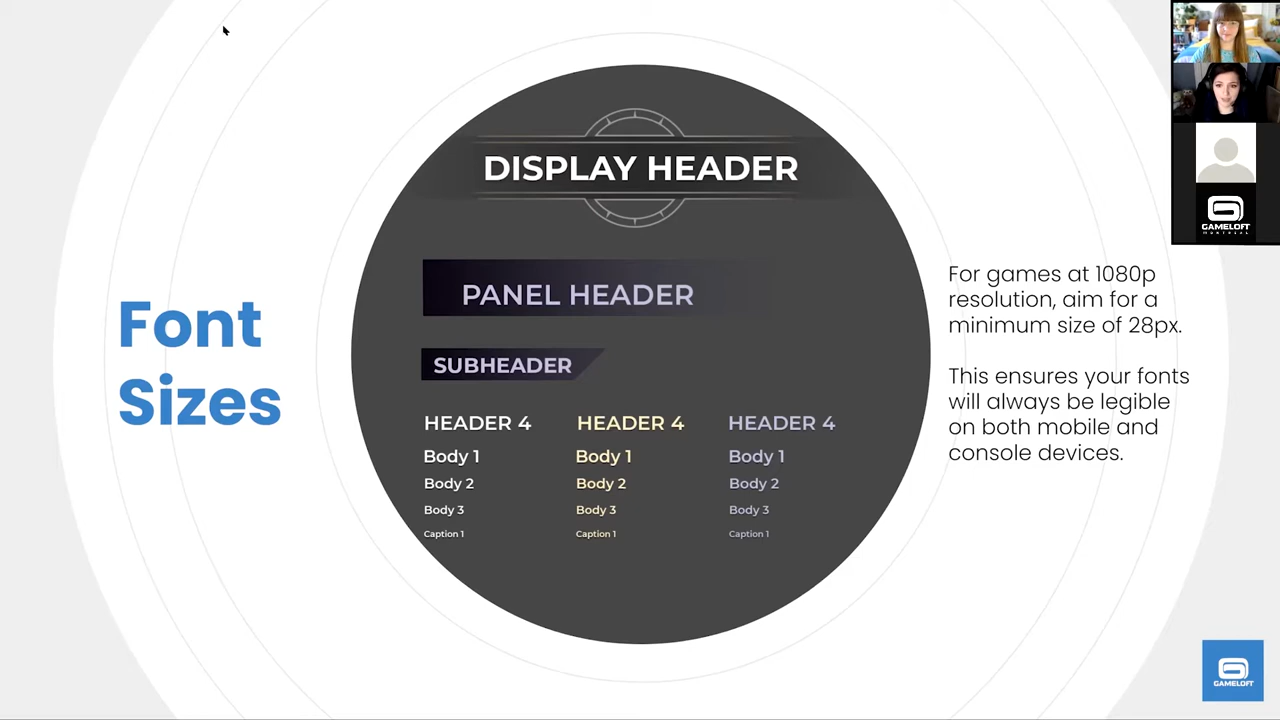 Font
Sizes
DISPLAY HEADER
PANEL HEADER
SUBHEADER
HEADER 4 HEADER 4 HEADER 4
Body 1 Body 1 Body 1
Body 2 Body 2 Body 2
Body 3 Body 3 Body 3
Caption 1 Caption 1 Caption 1
For games at 1080p
resolution, aim for a
minimum size of 28px.
This ensures your fonts
will always be legible
on both mobile and
console devices.
GAMELOFT
MONTREAL
GAMELOFT